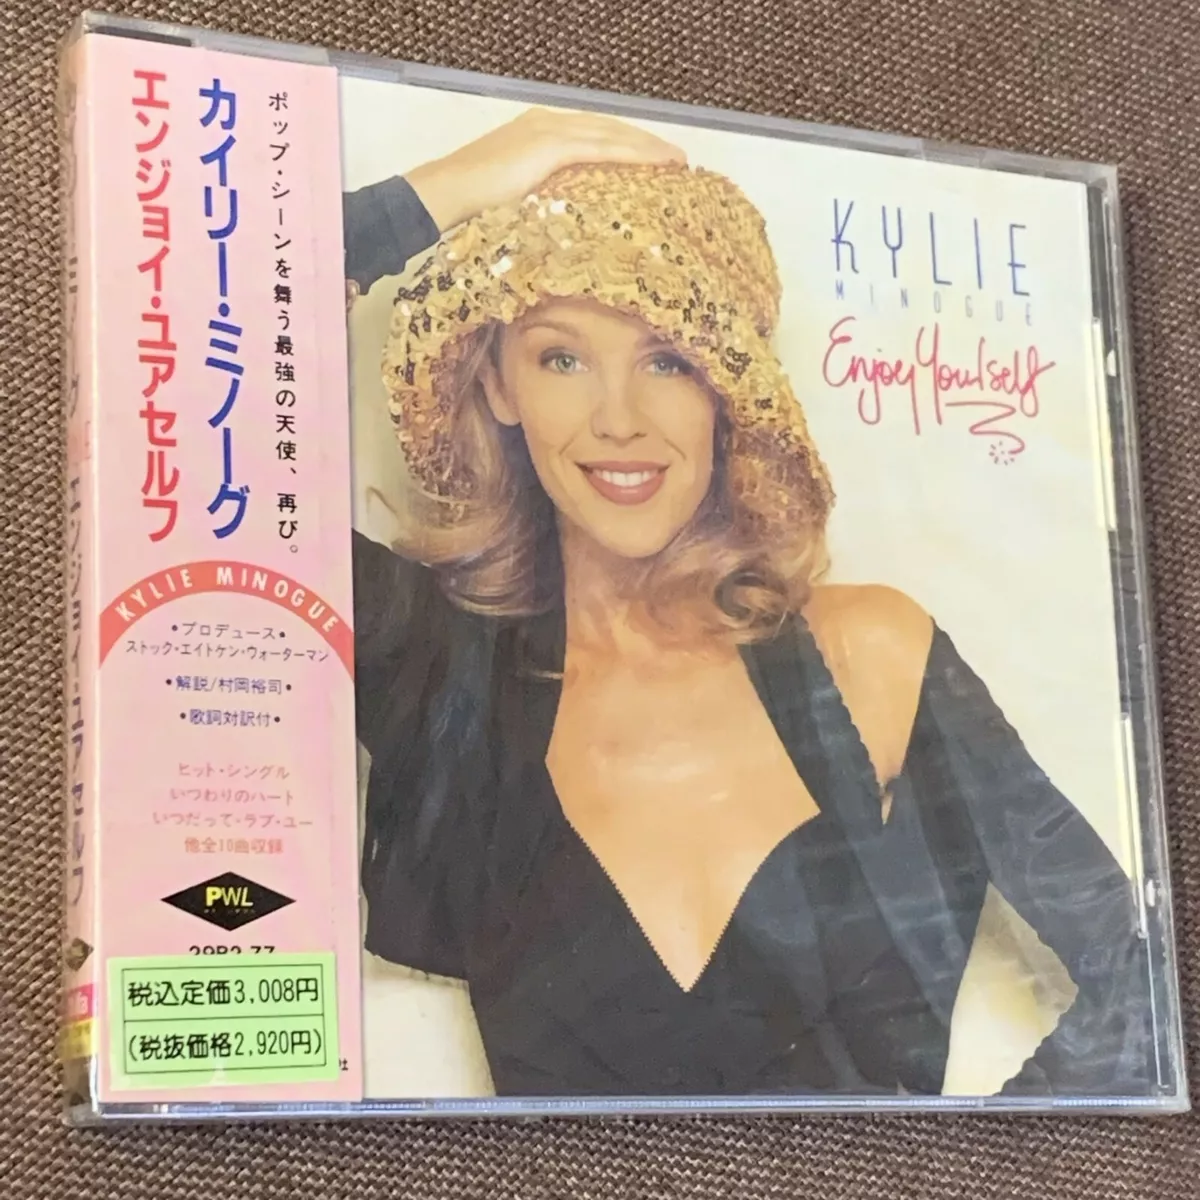 ポップ・シーンを舞う最強の天使、再び。
カイリー・ミノーグ
エンジョイ・ユアセルフ
KYLIE MINOGUE
•プロデュース•
ストック・エイトケン・ウォーターマン
•解説/村岡裕司•
•歌詞対訳付•
ヒット・シングル
いつわりのハート
いつだって・ラブ・ユー
他全10曲収録
PWL
29B2-77
税込定価3,008円
(税抜価格2,920円)
社
KYLIE
MINOGUE
Enjoy Yourself